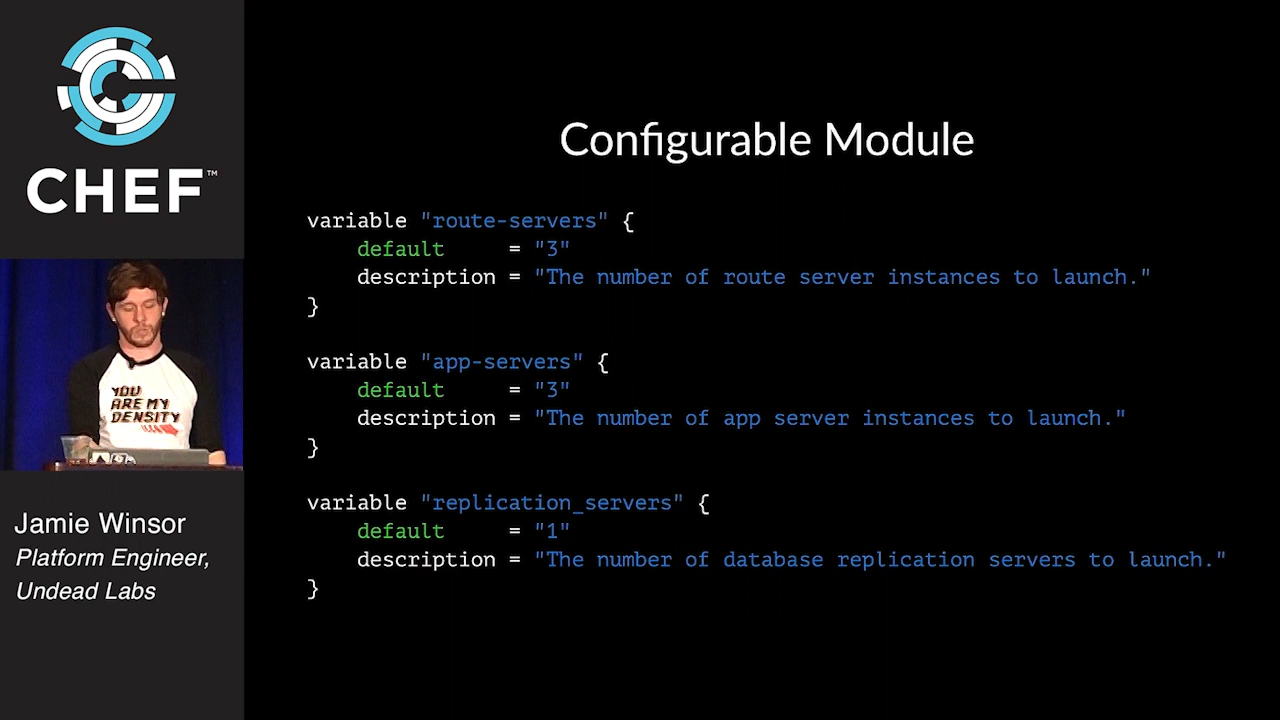 CHEF™
YOU
ARE MY
DENSITY
Jamie Winsor
Platform Engineer,
Undead Labs
Configurable Module
variable "route-servers" {
    default     = "3"
    description = "The number of route server instances to launch."
}
variable "app-servers" {
    default     = "3"
    description = "The number of app server instances to launch."
}
variable "replication_servers" {
    default     = "1"
    description = "The number of database replication servers to launch."
}